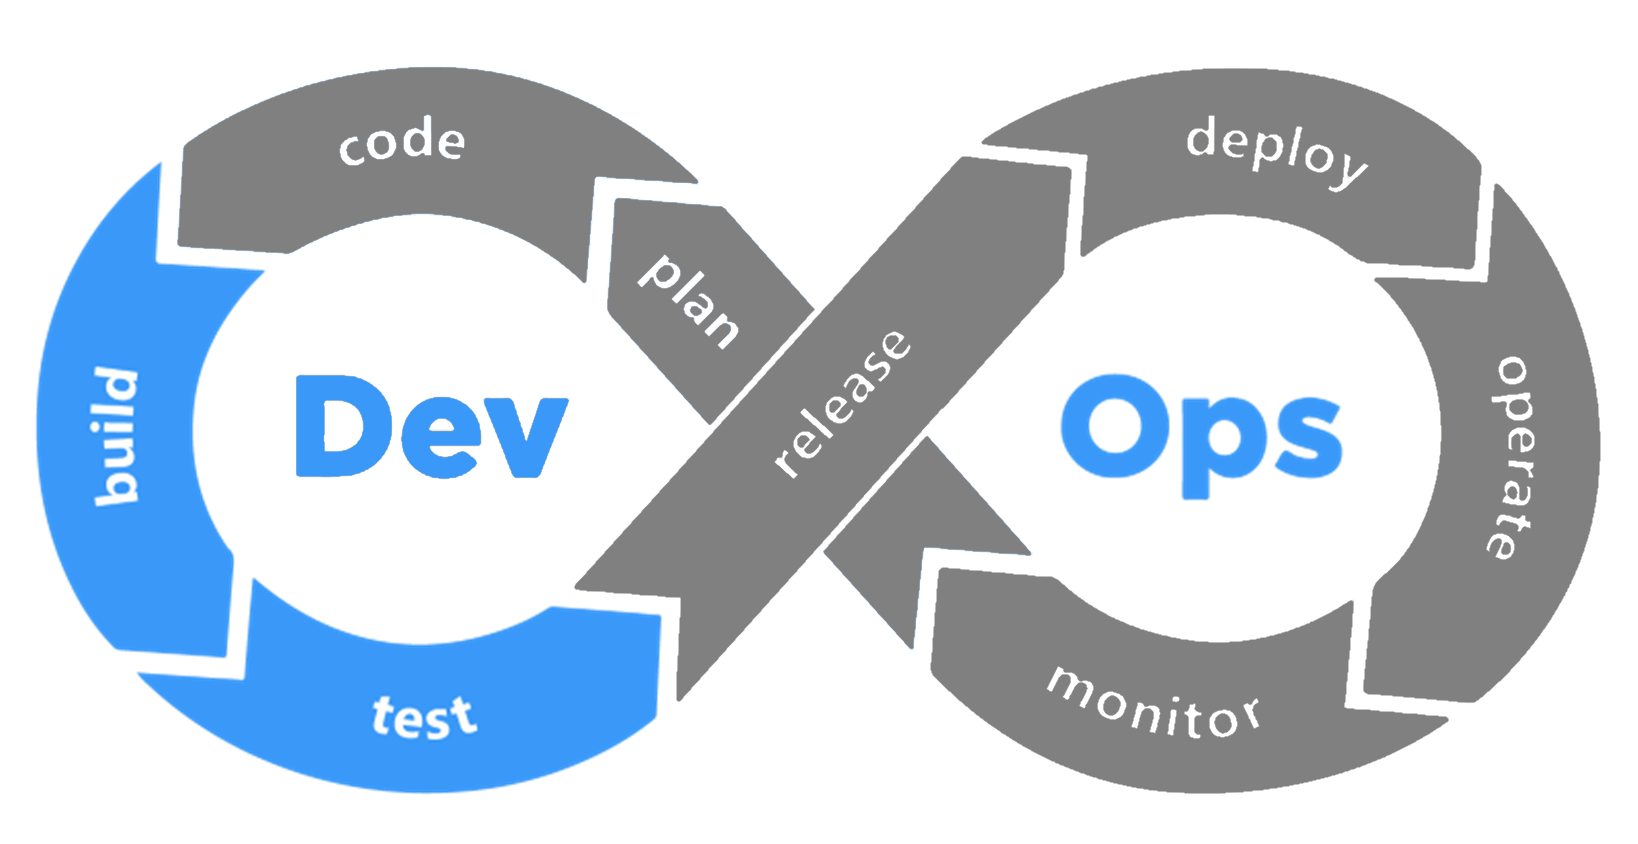 code
plan
build
Dev
test
release
deploy
operate
Ops
monitor